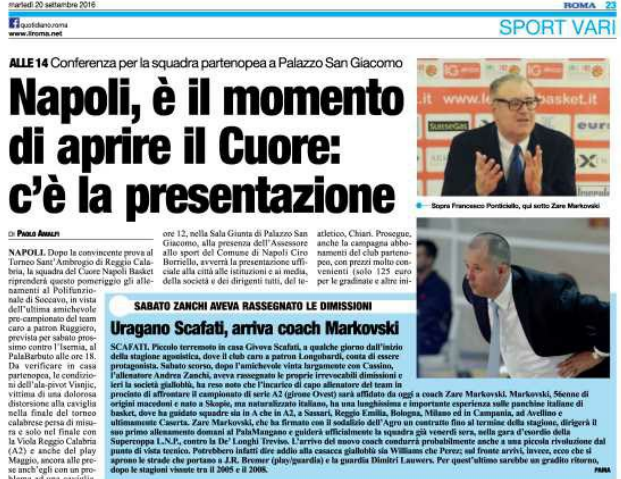 martedì 20 settembre 2016
ROMA 23
quotidiano.roma
www.ilroma.net
SPORT VARI
ALLE 14 Conferenza per la squadra partenopea a Palazzo San Giacomo
Napoli, è il momento
di aprire il Cuore:
c'è la presentazione
DI PAOLO AMALFI
NAPOLI. Dopo la convincente prova al
Torneo Sant'Ambrogio di Reggio Cala-
bria, la squadra del Cuore Napoli Basket
riprenderà questo pomeriggio gli alle-
namenti al Polifunzio-
nale di Soccavo, in vista
dell'ultima amichevole
pre-campionato del team
caro a patron Ruggiero,
prevista per sabato pros-
simo contro l'Isernia, al
PalaBarbuto alle ore 18.
Da verificare in casa
partenopea, le condizio-
ni dell'ala-pivot Visnjic,
vittima di una dolorosa
distorsione alla caviglia
nella finale del torneo
calabrese persa di misu-
ra e solo nel finale con
la Viola Reggio Calabria
(A2) e anche del play
Maggio, ancora alle pre-
se anch'egli con un pro-
blema ad una caviglia.
ore 12, nella Sala Giunta di Palazzo San
Giacomo, alla presenza dell'Assessore
allo sport del Comune di Napoli Ciro
Borriello, avverrà la presentazione uffi-
ciale alla città alle istituzioni e ai media,
della società e dei dirigenti tutti, del te-
atletico, Chiari. Prosegue,
anche la campagna abbo-
namenti del club parteno-
peo, con prezzi molto con-
venienti (solo 125 euro
per le gradinate e altre ini-
IG
basket.it
SUISSEGAS
euro
Sopra Francesco Ponticiello, qui sotto Zare Markovski
SABATO ZANCHI AVEVA RASSEGNATO LE DIMISSIONI
Uragano Scafati, arriva coach Markovski
SCAFATI. Piccolo terremoto in casa Givova Scafati, a qualche giorno dall'inizio
della stagione agonistica, dove il club caro a patron Longobardi, conta di essere
protagonista. Sabato scorso, dopo l'amichevole vinta largamente con Cassino,
l'allenatore Andrea Zanchi, aveva rassegnato le proprie irrevocabili dimissioni e
ieri la società gialloblù, ha reso noto che l'incarico di capo allenatore del team in
procinto di affrontare il campionato di serie A2 (girone Ovest) sarà affidato da oggi a coach Zare Markovski. Markovski, 56enne di
origini macedoni e nato a Skopje, ma naturalizzato italiano, ha una lunghissima e importante esperienza sulle panchine italiane di
basket, dove ha guidato squadre sia in A che in A2, a Sassari, Reggio Emilia, Bologna, Milano ed in Campania, ad Avellino e
ultimamente Caserta. Zare Markovski, che ha firmato con il sodalizio dell'Agro un contratto fino al termine della stagione, dirigerà il
suo primo allenamento domani al PalaMangano e guiderà ufficialmente la squadra già venerdì sera, nella gara d'esordio della
Supercoppa L.N.P., contro la De' Longhi Treviso. L'arrivo del nuovo coach condurrà probabilmente anche a una piccola rivoluzione dal
punto di vista tecnico. Potrebbero infatti dire addio alla casacca gialloblù sia Williams che Perez; sul fronte arrivi, invece, ecco che si
aprono le strade che portano a J.R. Bremer (play/guardia) e la guardia Dimitri Lauwers. Per quest'ultimo sarebbe un gradito ritorno,
dopo le stagioni vissute tra il 2005 e il 2008.
PAMA